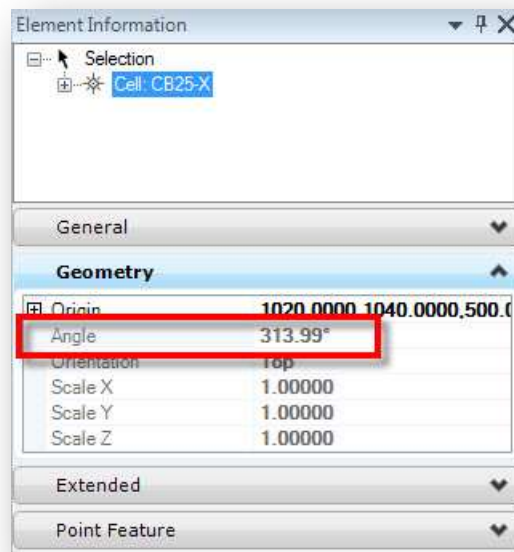 Element Information
Selection
Cell: CB25-X
General
Geometry
Origin 1020.0000,1040.0000,500.0
Angle 313.99°
Orientation Top
Scale X 1.00000
Scale Y 1.00000
Scale Z 1.00000
Extended
Point Feature